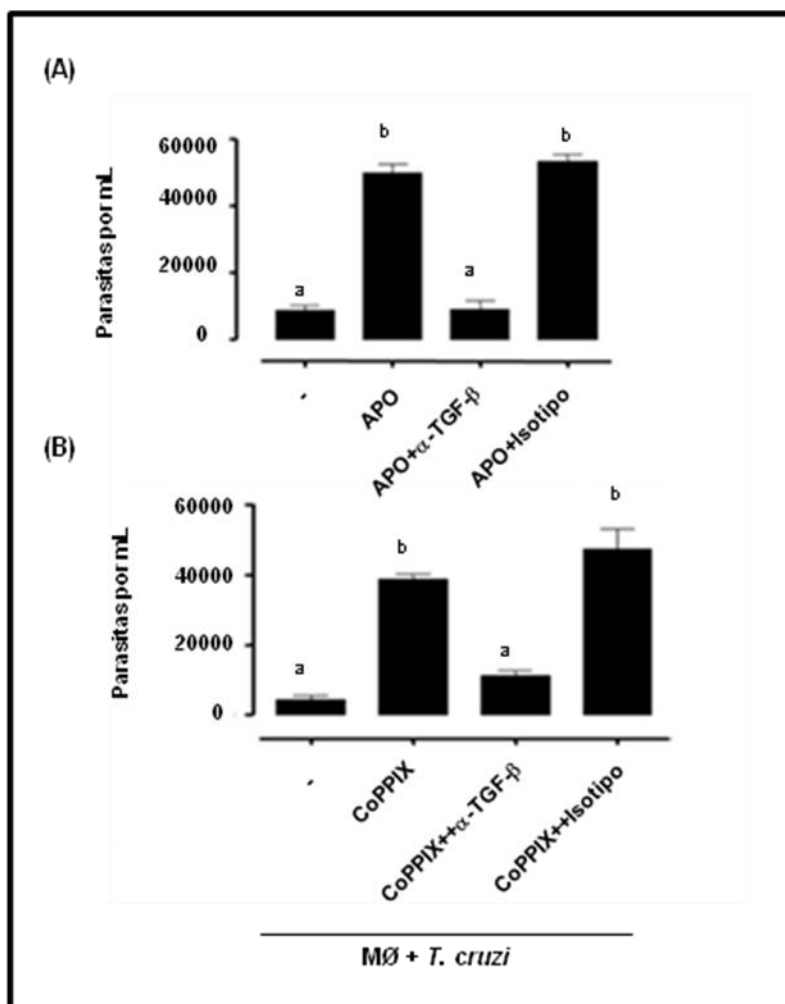 (A)
Parasitas por mL
60000
40000
20000
0
a
b
a
b
-
APO
APO+α-TGF-β
APO+Isotipo
(B)
Parasitas por mL
60000
40000
20000
0
a
b
a
b
-
CoPPIX
CoPPIX++α-TGF-β
CoPPIX++Isotipo
MØ + T. cruzi